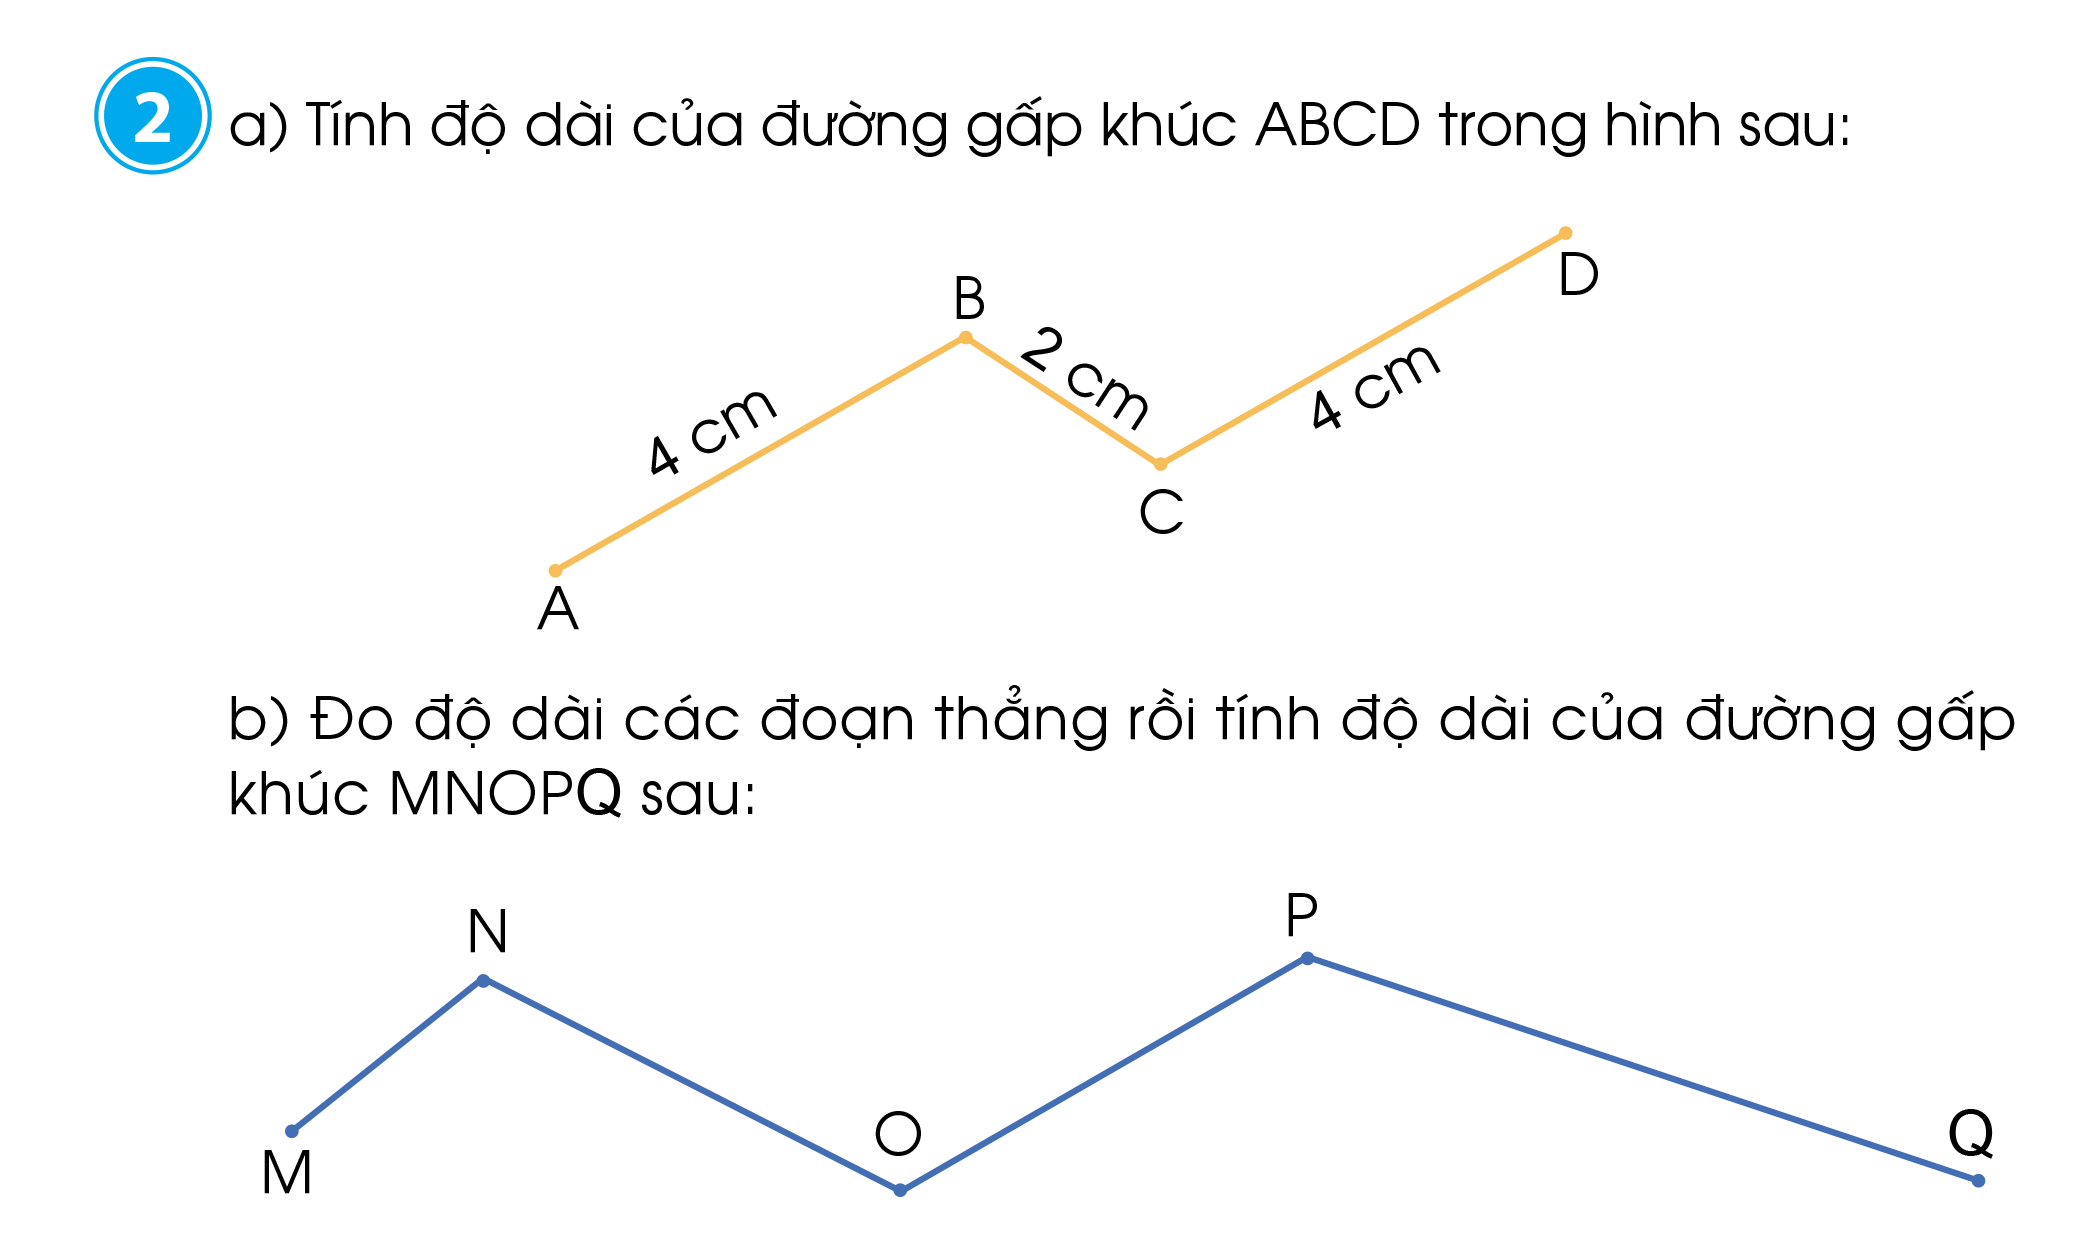 2 a) Tính độ dài của đường gấp khúc ABCD trong hình sau:
D
B
2 cm
4 cm
4 cm
C
A
b) Đo độ dài các đoạn thẳng rồi tính độ dài của đường gấp
khúc MNOPQ sau:
P
N
O
Q
M